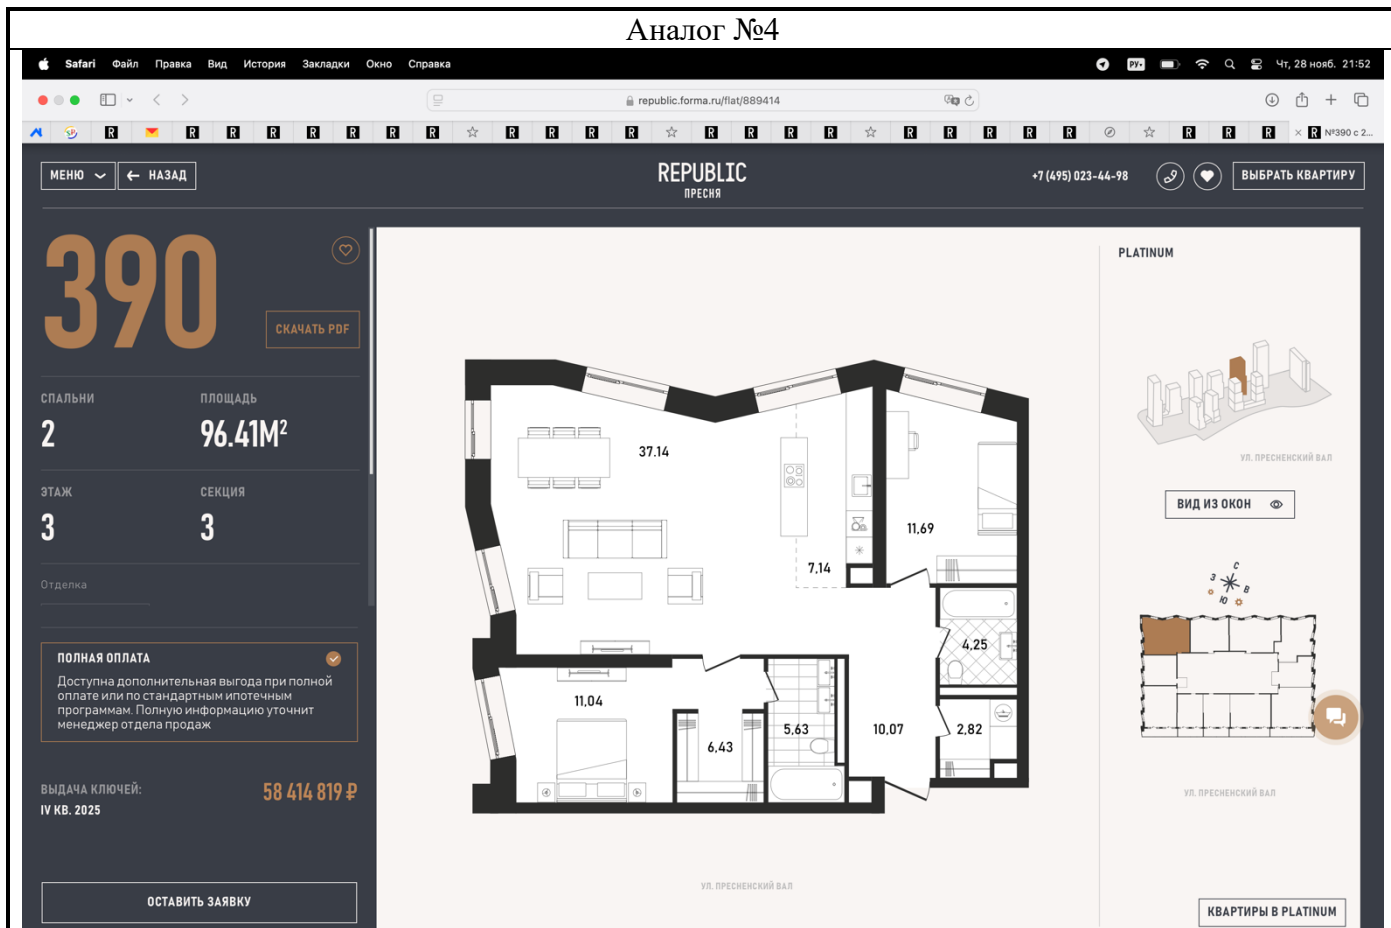 Аналог №4
Safari Файл Правка Вид История Закладки Окно Справка
РУ Чт, 28 нояб. 21:52
republic.forma.ru/flat/889414
№390 с 2...
МЕНЮ
НАЗАД
REPUBLIC
ПРЕСНЯ
+7 (495) 023-44-98
ВЫБРАТЬ КВАРТИРУ
390
СКАЧАТЬ PDF
СПАЛЬНИ ПЛОЩАДЬ
2 96.41М²
ЭТАЖ СЕКЦИЯ
3 3
Отделка
ПОЛНАЯ ОПЛАТА
Доступна дополнительная выгода при полной
оплате или по стандартным ипотечным
программам. Полную информацию уточнит
менеджер отдела продаж
ВЫДАЧА КЛЮЧЕЙ: 58 414 819 ₽
IV КВ. 2025
ОСТАВИТЬ ЗАЯВКУ
37.14
7,14
11,69
4,25
11,04
6,43
5,63
10,07
2,82
УЛ. ПРЕСНЕНСКИЙ ВАЛ
PLATINUM
УЛ. ПРЕСНЕНСКИЙ ВАЛ
ВИД ИЗ ОКОН
С
З
В
Ю
УЛ. ПРЕСНЕНСКИЙ ВАЛ
КВАРТИРЫ В PLATINUM